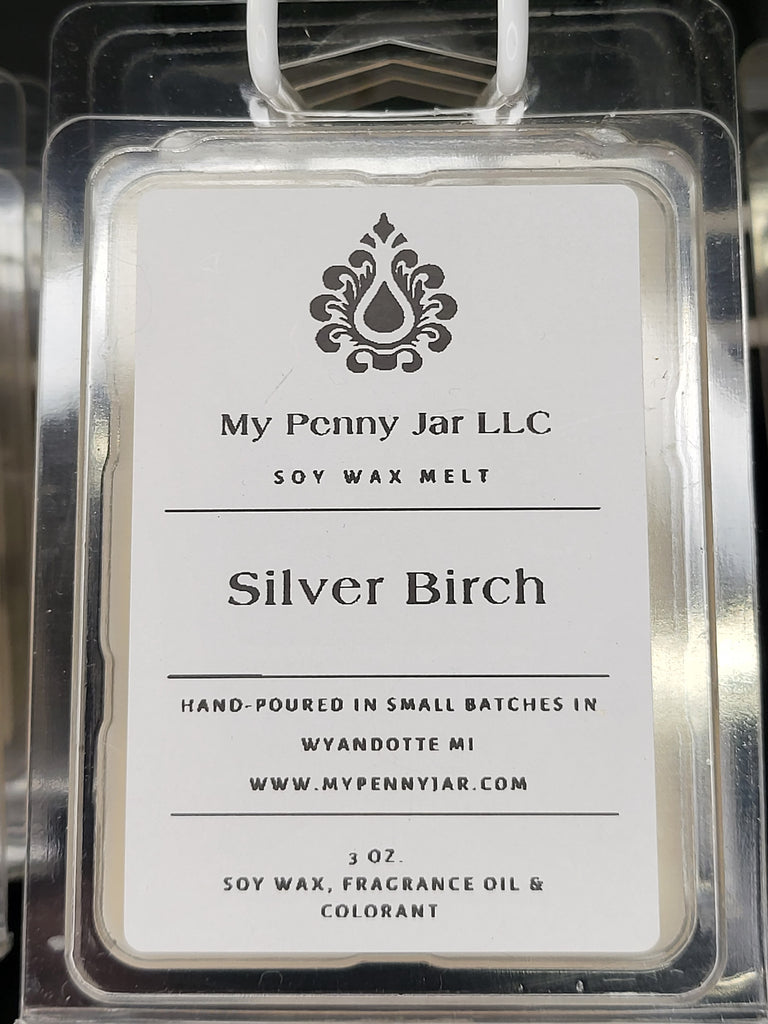 My Penny Jar LLC
SOY WAX MELT
Silver Birch
HAND-POURED IN SMALL BATCHES IN
WYANDOTTE MI
WWW.MYPENNYJAR.COM
3 OZ.
SOY WAX, FRAGRANCE OIL &
COLORANT